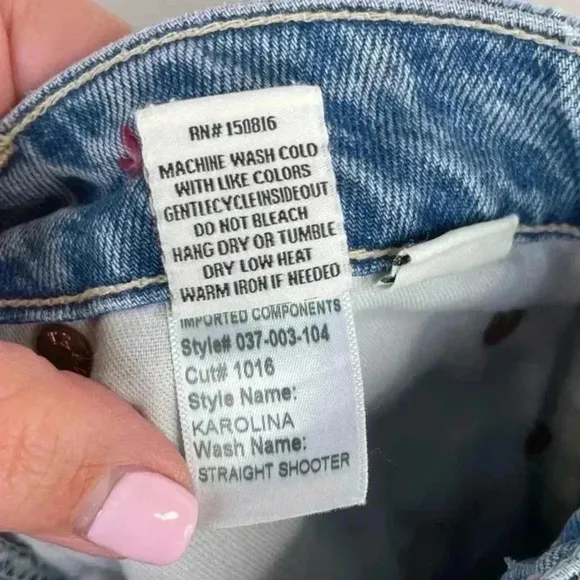 RN# 150816
MACHINE WASH COLD
WITH LIKE COLORS
GENTLECYCLEINSIDEOUT
DO NOT BLEACH
HANG DRY OR TUMBLE
DRY LOW HEAT
WARM IRON IF NEEDED
IMPORTED COMPONENTS
Style# 037-003-104
Cut# 1016
Style Name:
KAROLINA
Wash Name:
STRAIGHT SHOOTER